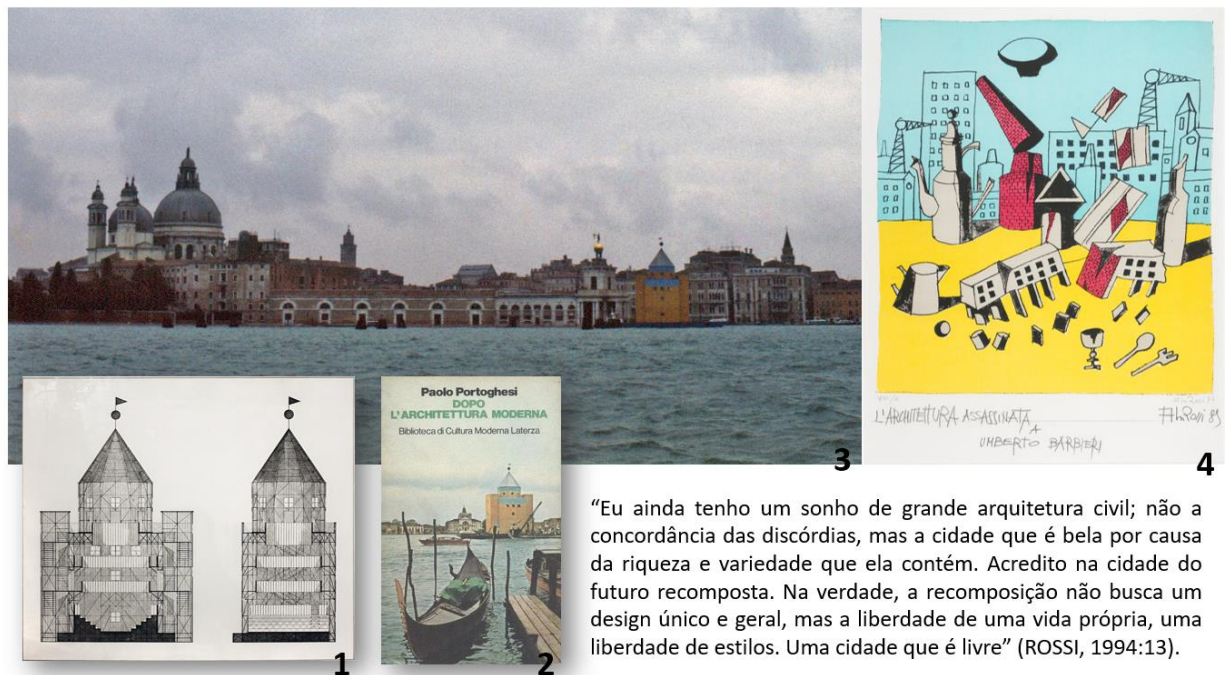 3
L'ARCHITETTURA ASSASSINATA
A
UMBERTO BARBIERI
89
4
1
Paolo Portoghesi
DOPO
L'ARCHITETTURA MODERNA
Biblioteca di Cultura Moderna Laterza
2
“Eu ainda tenho um sonho de grande arquitetura civil; não a
concordância das discórdias, mas a cidade que é bela por causa
da riqueza e variedade que ela contém. Acredito na cidade do
futuro recomposta. Na verdade, a recomposição não busca um
design único e geral, mas a liberdade de uma vida própria, uma
liberdade de estilos. Uma cidade que é livre” (ROSSI, 1994:13).